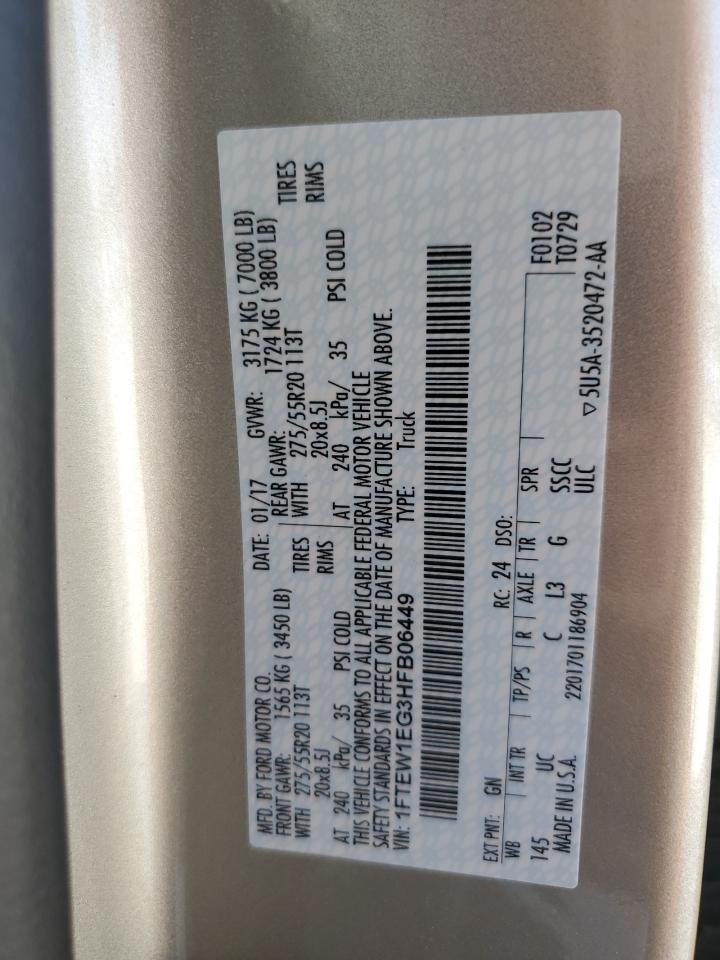 MFD. BY FORD MOTOR CO. DATE: 01/17 GVWR: 3175 KG ( 7000 LB)
FRONT GAWR: 1565 KG ( 3450 LB) REAR GAWR: 1724 KG ( 3800 LB)
WITH 275/55R20 113T TIRES WITH 275/55R20 113T TIRES
20x8.5J RIMS 20x8.5J RIMS
AT 240 kPa/ 35 PSI COLD AT 240 kPa/ 35 PSI COLD
THIS VEHICLE CONFORMS TO ALL APPLICABLE FEDERAL MOTOR VEHICLE
SAFETY STANDARDS IN EFFECT ON THE DATE OF MANUFACTURE SHOWN ABOVE.
VIN: 1FTEW1EG3HFB06449 TYPE: Truck
EXT PNT: GN RC: 24 DSO: F0102
WB INT TR TP/PS R AXLE TR SPR T0729
145 UC C L3 G SSCC
ULC
MADE IN U.S.A. 2201701186904 ▽ 5U5A-3520472-AA